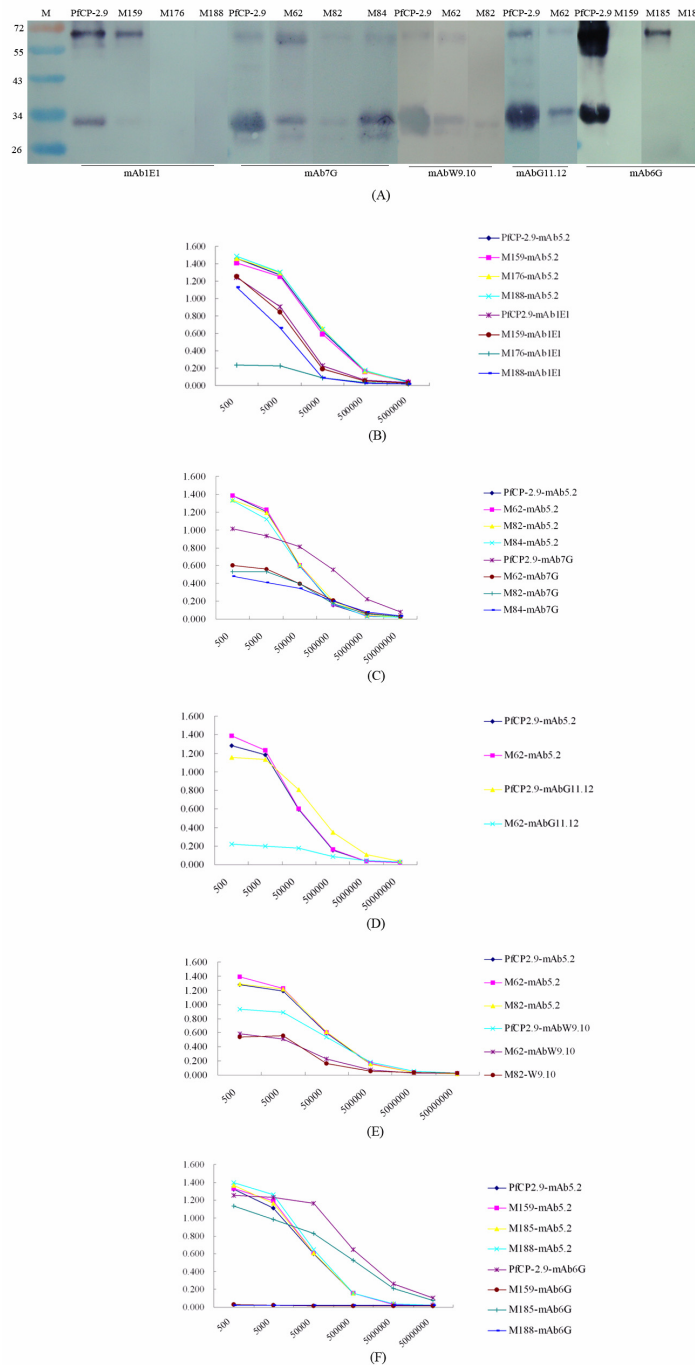 M PfCP-2.9 M159 M176 M188 PfCP-2.9 M62 M82 M84 PfCP-2.9 M62 M82 PfCP-2.9 M62 PfCP-2.9 M159 M185
72
55
43
34
26
mAb1E1 mAb7G mAbW9.10 mAbG11.12 mAb6G
(A)
1.600
1.400
1.200
1.000
0.800
0.600
0.400
0.200
0.000
500 5000 50000 500000 5000000
PfCP-2.9-mAb5.2
M159-mAb5.2
M176-mAb5.2
M188-mAb5.2
PfCP2.9-mAb1E1
M159-mAb1E1
M176-mAb1E1
M188-mAb1E1
(B)
1.600
1.400
1.200
1.000
0.800
0.600
0.400
0.200
0.000
500 5000 50000 500000 5000000 50000000
PfCP-2.9-mAb5.2
M62-mAb5.2
M82-mAb5.2
M84-mAb5.2
PfCP2.9-mAb7G
M62-mAb7G
M82-mAb7G
M84-mAb7G
(C)
1.600
1.400
1.200
1.000
0.800
0.600
0.400
0.200
0.000
500 5000 50000 500000 5000000 50000000
PfCP2.9-mAb5.2
M62-mAb5.2
PfCP2.9-mAbG11.12
M62-mAbG11.12
(D)
1.600
1.400
1.200
1.000
0.800
0.600
0.400
0.200
0.000
500 5000 50000 500000 5000000 50000000
PfCP2.9-mAb5.2
M62-mAb5.2
M82-mAb5.2
PfCP2.9-mAbW9.10
M62-mAbW9.10
M82-W9.10
(E)
1.600
1.400
1.200
1.000
0.800
0.600
0.400
0.200
0.000
500 5000 50000 500000 5000000 50000000
PfCP2.9-mAb5.2
M159-mAb5.2
M185-mAb5.2
M188-mAb5.2
PfCP-2.9-mAb6G
M159-mAb6G
M185-mAb6G
M188-mAb6G
(F)